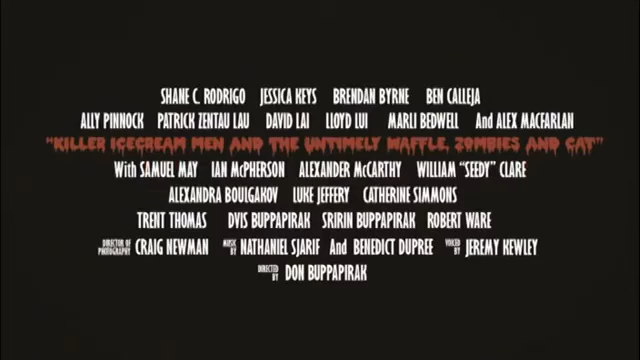 SHANE C. RODRIGO JESSICA KEYS BRENDAN BYRNE BEN CALLEJA
ALLY PINNOCK PATRICK ZENTAU LAU DAVID LAI LLOYD LUI MARLI BEDWELL And ALEX MACFARLAN
"KILLER ICECREAM MEN AND THE UNTIMELY WAFFLE, ZOMBIES AND CAT"
With SAMUEL MAY IAN McPHERSON ALEXANDER McCARTHY WILLIAM "SEEDY" CLARE
ALEXANDRA BOULGAKOV LUKE JEFFERY CATHERINE SIMMONS
TRENT THOMAS DVIS BUPPAPIRAK SRIRIN BUPPAPIRAK ROBERT WARE
DIRECTOR OF PHOTOGRAPHY CRAIG NEWMAN MUSIC BY NATHANIEL SJARIF And BENEDICT DUPREE VOICED BY JEREMY KEWLEY
DIRECTED BY DON BUPPAPIRAK